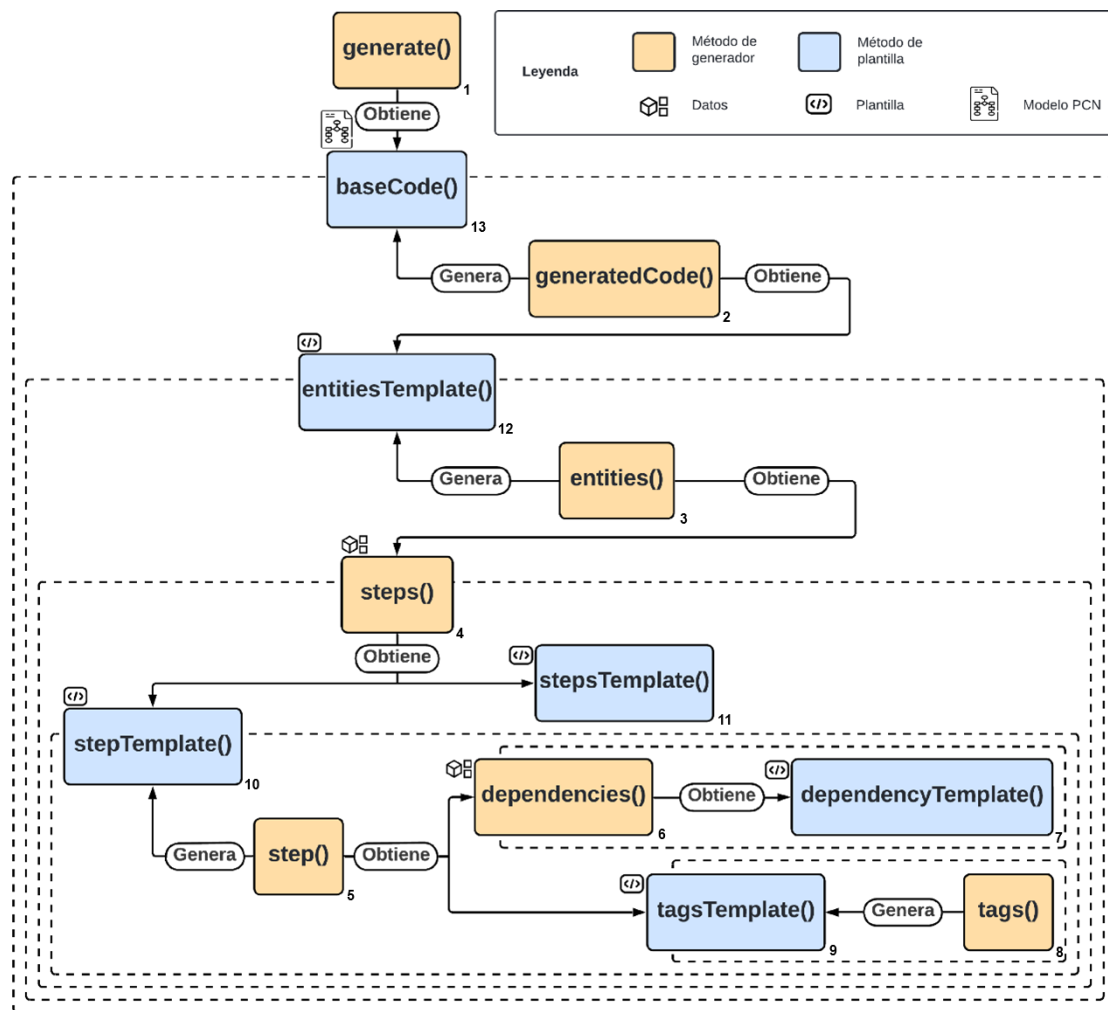 generate()
1
Leyenda
Método de
generador
Método de
plantilla
Datos
</>
Plantilla
Modelo PCN
Obtiene
baseCode()
13
Genera
generatedCode()
Obtiene
2
</>
entitiesTemplate()
12
Genera
entities()
Obtiene
3
steps()
4
Obtiene
</>
stepsTemplate()
11
</>
stepTemplate()
10
dependencies()
6
Obtiene
</>
dependencyTemplate()
7
Genera
step()
Obtiene
5
</>
tagsTemplate()
9
Genera
tags()
8